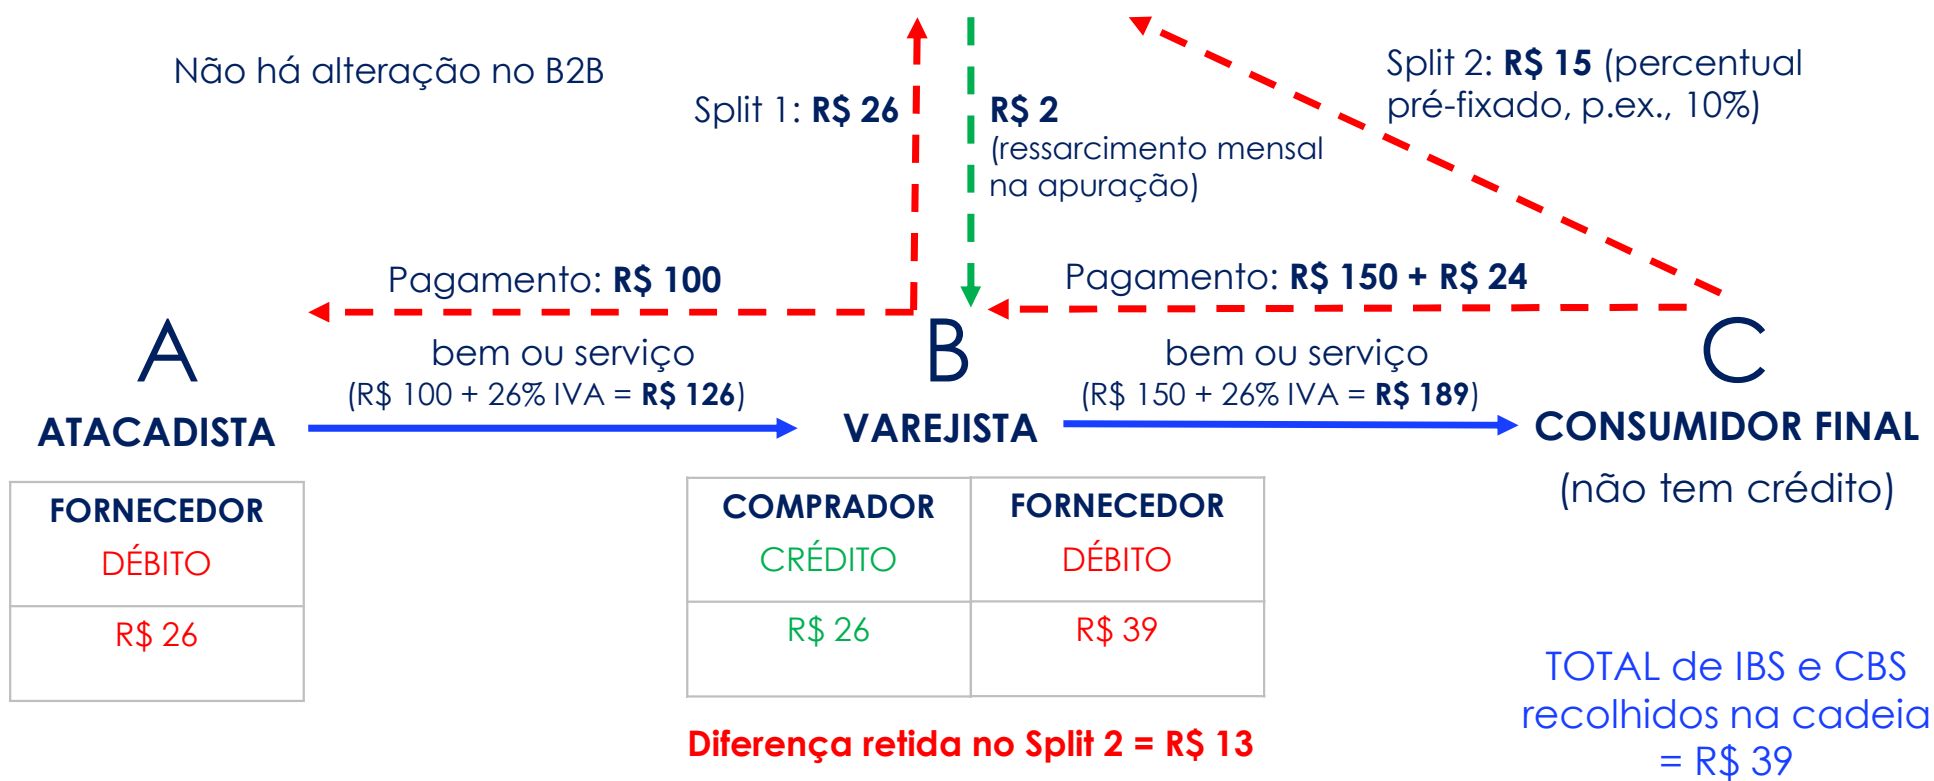 Não há alteração no B2B
Split 1: R$ 26
R$ 2
(ressarcimento mensal
na apuração)
Split 2: R$ 15 (percentual
pré-fixado, p.ex., 10%)
Pagamento: R$ 100
Pagamento: R$ 150 + R$ 24
A
ATACADISTA
bem ou serviço
(R$ 100 + 26% IVA = R$ 126)
B
VAREJISTA
bem ou serviço
(R$ 150 + 26% IVA = R$ 189)
C
CONSUMIDOR FINAL
(não tem crédito)
FORNECEDOR
DÉBITO
R$ 26
COMPRADOR
CRÉDITO
R$ 26
FORNECEDOR
DÉBITO
R$ 39
Diferença retida no Split 2 = R$ 13
TOTAL de IBS e CBS
recolhidos na cadeia
= R$ 39